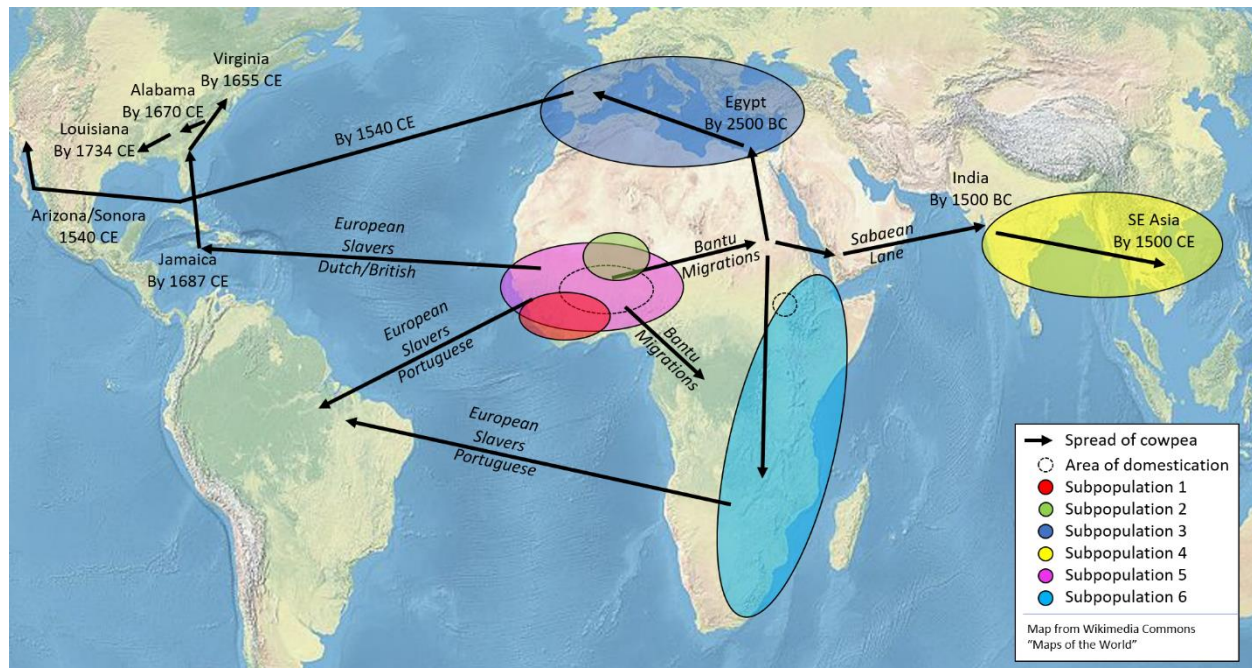 Virginia
By 1655 CE
Alabama
By 1670 CE
Louisiana
By 1734 CE
Arizona/Sonora
1540 CE
Jamaica
By 1687 CE
By 1540 CE
Egypt
By 2500 BC
European
Slavers
Dutch/British
European
Slavers
Portuguese
European
Slavers
Portuguese
Bantu
Migrations
Bantu
Migrations
Sabaean
Lane
India
By 1500 BC
SE Asia
By 1500 CE
Spread of cowpea
Area of domestication
Subpopulation 1
Subpopulation 2
Subpopulation 3
Subpopulation 4
Subpopulation 5
Subpopulation 6
Map from Wikimedia Commons
“Maps of the World”